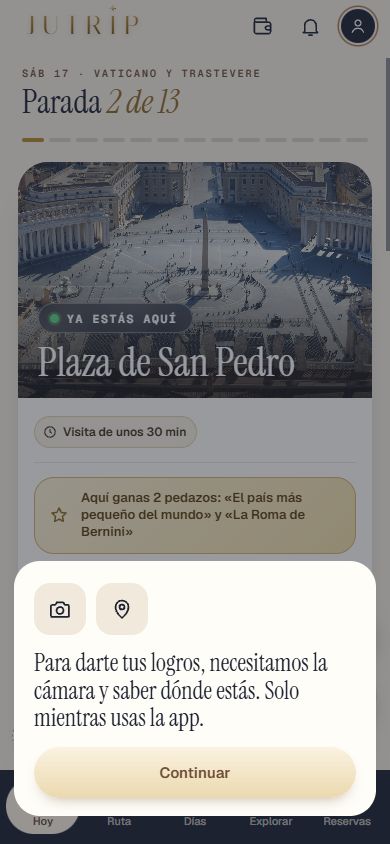 JUTRIP
SÁB 17 · VATICANO Y TRASTEVERE
Parada 2 de 13
YA ESTÁS AQUÍ
Plaza de San Pedro
Visita de unos 30 min
Aquí ganas 2 pedazos: «El país más
pequeño del mundo» y «La Roma de
Bernini»
Para darte tus logros, necesitamos la
cámara y saber dónde estás. Solo
mientras usas la app.
Continuar
Hoy Ruta Días Explorar Reservas